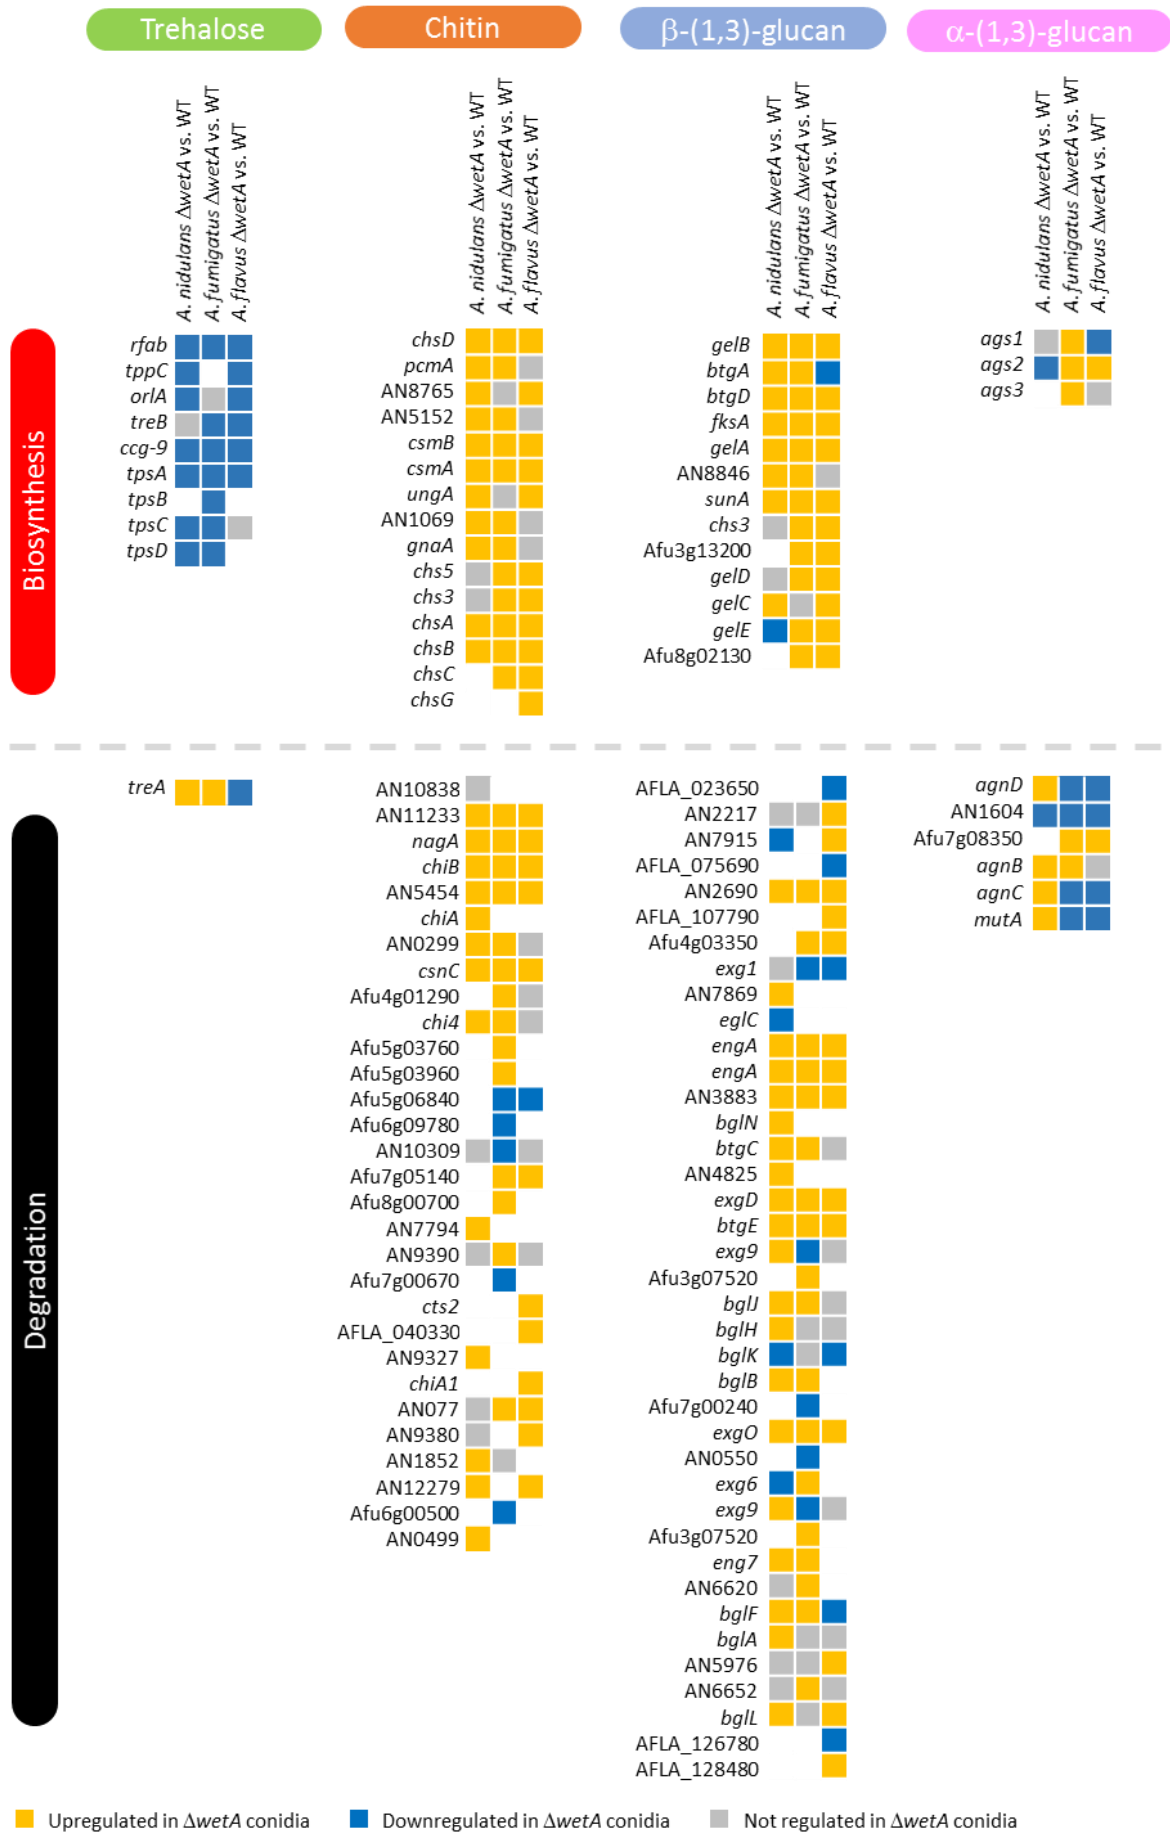 Trehalose
Chitin
β-(1,3)-glucan
α-(1,3)-glucan
A. nidulans ΔwetA vs. WT
A. fumigatus ΔwetA vs. WT
A. flavus ΔwetA vs. WT
A. nidulans ΔwetA vs. WT
A. fumigatus ΔwetA vs. WT
A. flavus ΔwetA vs. WT
A. nidulans ΔwetA vs. WT
A. fumigatus ΔwetA vs. WT
A. flavus ΔwetA vs. WT
A. nidulans ΔwetA vs. WT
A. fumigatus ΔwetA vs. WT
A. flavus ΔwetA vs. WT
Biosynthesis
rfab
tppC
orlA
treB
ccg-9
tpsA
tpsB
tpsC
tpsD
chsD
pcmA
AN8765
AN5152
csmB
csmA
ungA
AN1069
gnaA
chs5
chs3
chsA
chsB
chsC
chsG
gelB
btgA
btgD
fksA
gelA
AN8846
sunA
chs3
Afu3g13200
gelD
gelC
gelE
Afu8g02130
ags1
ags2
ags3
Degradation
treA
AN10838
AN11233
nagA
chiB
AN5454
chiA
AN0299
csnC
Afu4g01290
chi4
Afu5g03760
Afu5g03960
Afu5g06840
Afu6g09780
AN10309
Afu7g05140
Afu8g00700
AN7794
AN9390
Afu7g00670
cts2
AFLA_040330
AN9327
chiA1
AN077
AN9380
AN1852
AN12279
Afu6g00500
AN0499
AFLA_023650
AN2217
AN7915
AFLA_075690
AN2690
AFLA_107790
Afu4g03350
exg1
AN7869
eglC
engA
engA
AN3883
bglN
btgC
AN4825
exgD
btgE
exg9
Afu3g07520
bglJ
bglH
bglK
bglB
Afu7g00240
exgO
AN0550
exg6
exg9
Afu3g07520
eng7
AN6620
bglF
bglA
AN5976
AN6652
bglL
AFLA_126780
AFLA_128480
agnD
AN1604
Afu7g08350
agnB
agnC
mutA
Upregulated in ΔwetA conidia
Downregulated in ΔwetA conidia
Not regulated in ΔwetA conidia